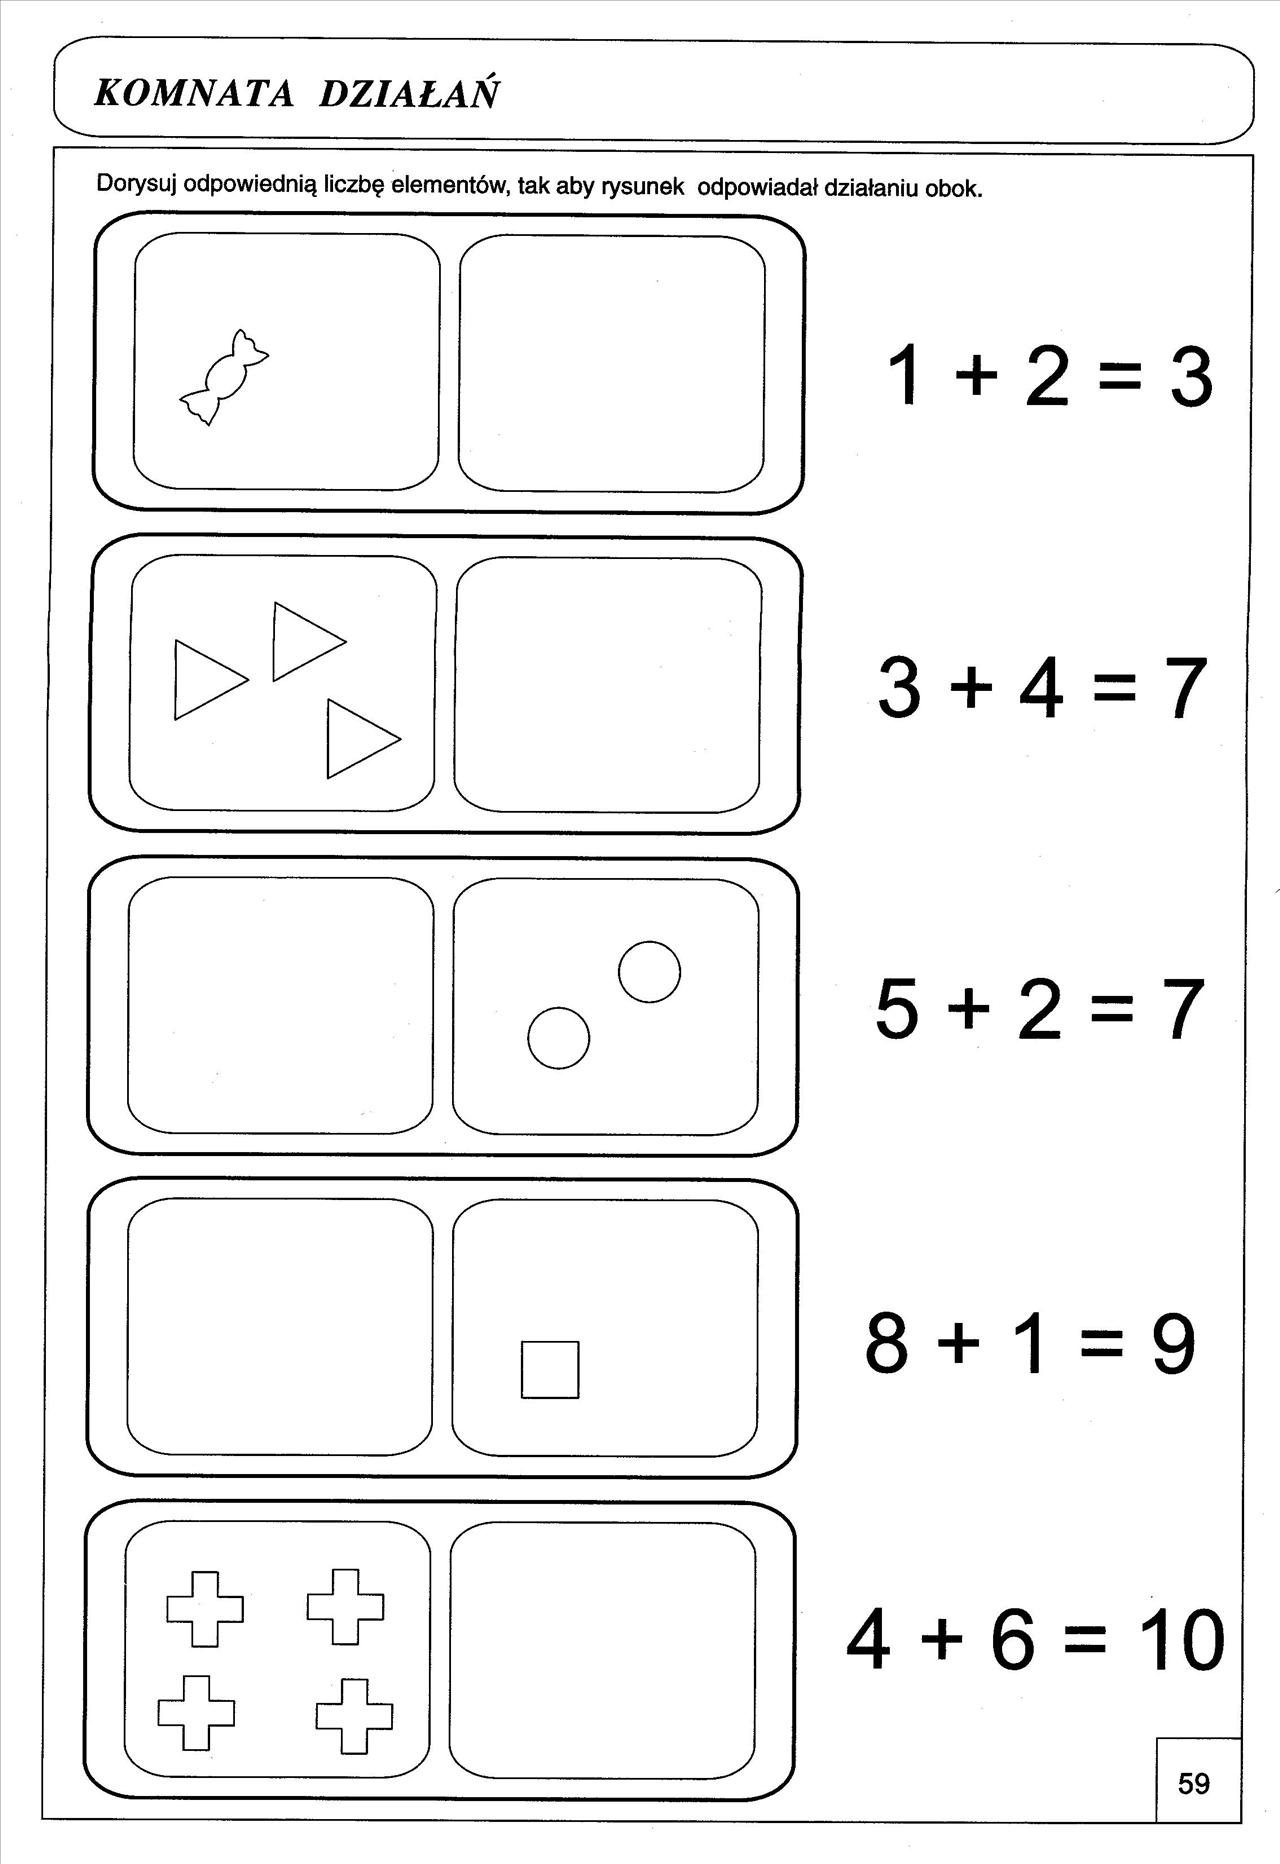 KOMNATA DZIAŁAŃ
Dorysuj odpowiednią liczbę elementów, tak aby rysunek odpowiadał działaniu obok.
1 + 2 = 3
3 + 4 = 7
5 + 2 = 7
8 + 1 = 9
4 + 6 = 10
59